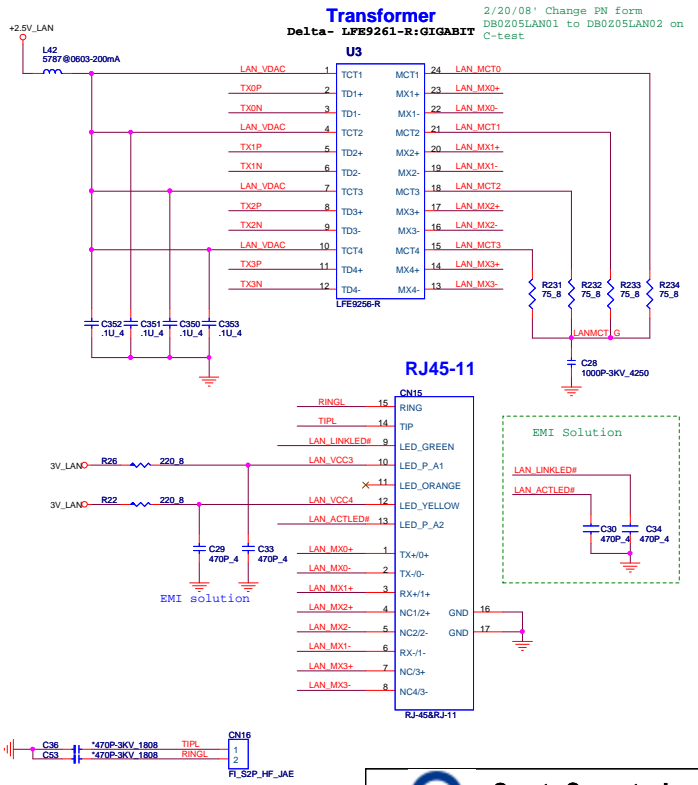 Transformer
Delta- LFE9261-R:GIGABIT
2/20/08' Change PN form
DB0Z05LAN01 to DB0Z05LAN02 on
C-test
+2.5V_LAN
L42
5787@0603-200mA
U3
LAN_VDAC 1 TCT1 MCT1 24 LAN_MCT0
TX0P 2 TD1+ MX1+ 23 LAN_MX0+
TX0N 3 TD1- MX1- 22 LAN_MX0-
LAN_VDAC 4 TCT2 MCT2 21 LAN_MCT1
TX1P 5 TD2+ MX2+ 20 LAN_MX1+
TX1N 6 TD2- MX2- 19 LAN_MX1-
LAN_VDAC 7 TCT3 MCT3 18 LAN_MCT2
TX2P 8 TD3+ MX3+ 17 LAN_MX2+
TX2N 9 TD3- MX3- 16 LAN_MX2-
LAN_VDAC 10 TCT4 MCT4 15 LAN_MCT3
TX3P 11 TD4+ MX4+ 14 LAN_MX3+
TX3N 12 TD4- MX4- 13 LAN_MX3-
LFE9256-R
R231 R232 R233 R234
75_8 75_8 75_8 75_8
C352 C351 C350 C353
.1U_4 .1U_4 .1U_4 .1U_4
LANMCT_G
C28
1000P-3KV_4250
RJ45-11
CN15
RINGL 15 RING
TIPL 14 TIP
LAN_LINKLED# 9 LED_GREEN
3V_LAN R26 220_8 LAN_VCC3 10 LED_P_A1
11 LED_ORANGE
3V_LAN R22 220_8 LAN_VCC4 12 LED_YELLOW
LAN_ACTLED# 13 LED_P_A2
C29 C33
470P_4 470P_4
EMI solution
LAN_MX0+ 1 TX+/0+
LAN_MX0- 2 TX-/0-
LAN_MX1+ 3 RX+/1+
LAN_MX2+ 4 NC1/2+ GND 16
LAN_MX2- 5 NC2/2- GND 17
LAN_MX1- 6 RX-/1-
LAN_MX3+ 7 NC/3+
LAN_MX3- 8 NC4/3-
RJ-45&RJ-11
EMI Solution
LAN_LINKLED#
LAN_ACTLED#
C30 C34
470P_4 470P_4
CN16
C36 *470P-3KV_1808 TIPL 1
C53 *470P-3KV_1808 RINGL 2
FI_S2P_HF_JAE